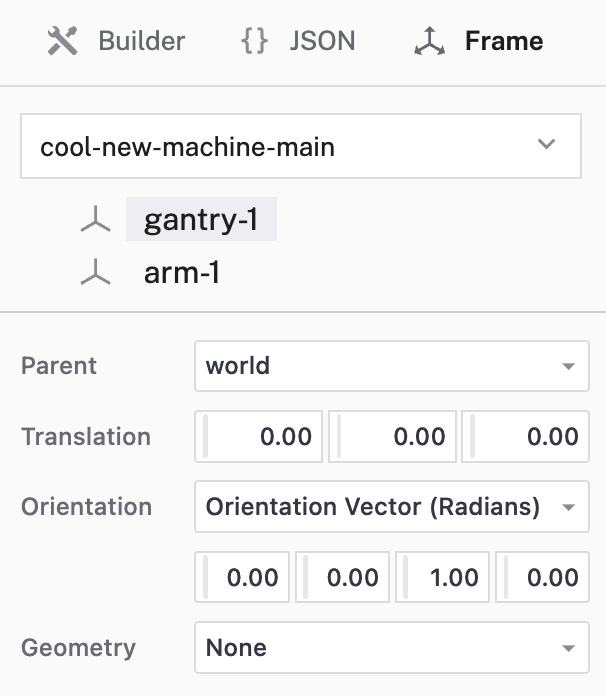 Builder {} JSON Frame
cool-new-machine-main
gantry-1
arm-1
Parent world
Translation 0.00 0.00 0.00
Orientation Orientation Vector (Radians)
0.00 0.00 1.00 0.00
Geometry None